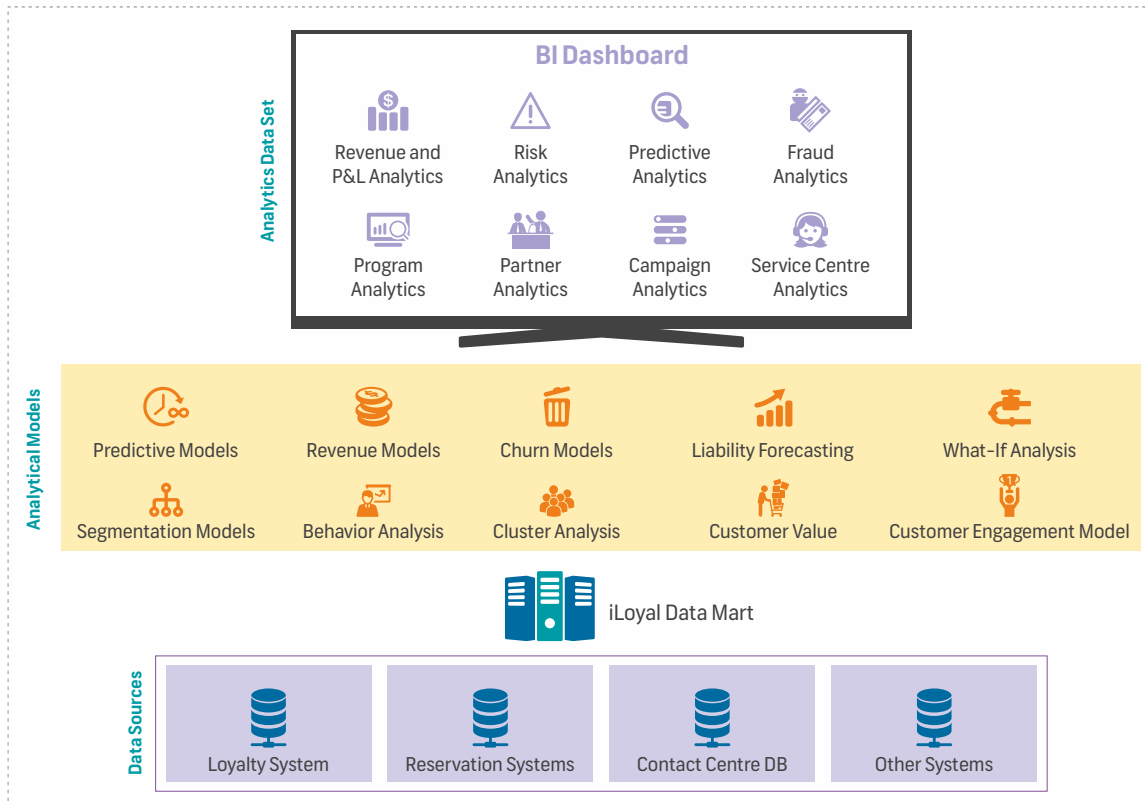 BI Dashboard
Analytics Data Set
$
Revenue and
P&L Analytics
Risk
Analytics
Predictive
Analytics
Fraud
Analytics
Program
Analytics
Partner
Analytics
Campaign
Analytics
Service Centre
Analytics
Analytical Models
Predictive Models
Revenue Models
Churn Models
Liability Forecasting
What-If Analysis
1
Segmentation Models
Behavior Analysis
Cluster Analysis
Customer Value
Customer Engagement Model
iLoyal Data Mart
Data Sources
Loyalty System
Reservation Systems
Contact Centre DB
Other Systems